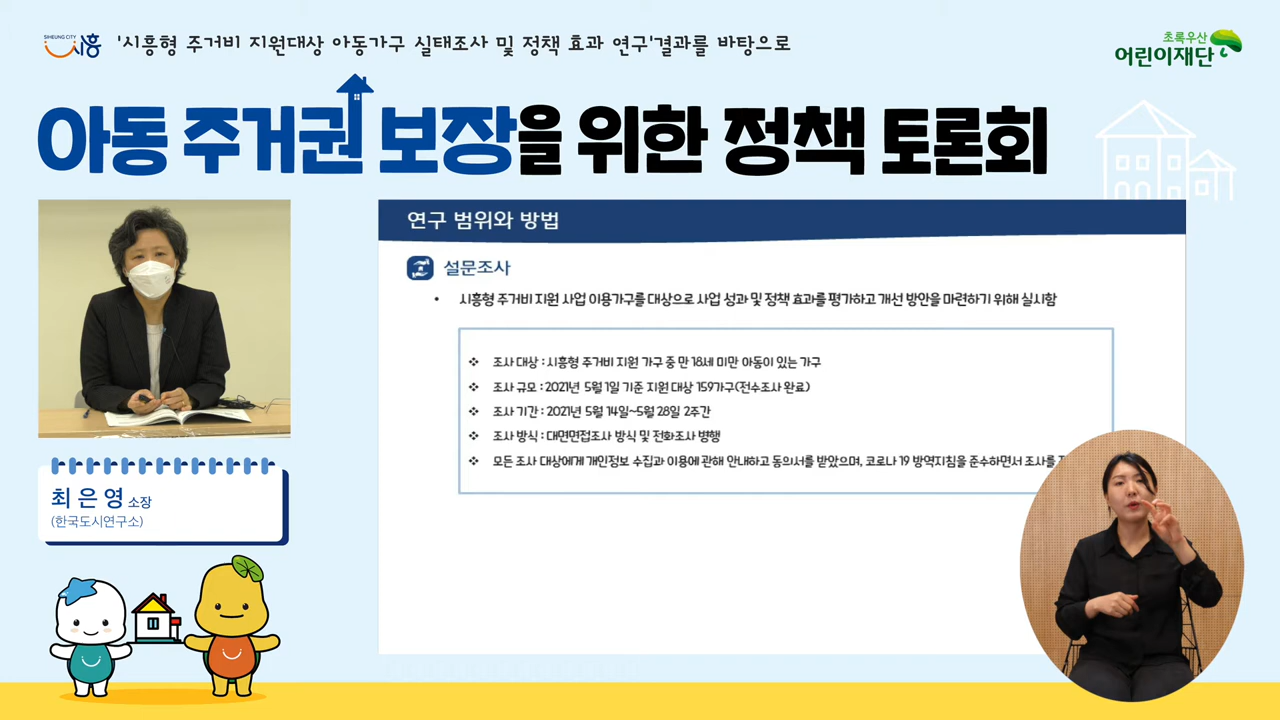 SIHEUNG CITY
시흥
'시흥형 주거비 지원대상 아동가구 실태조사 및 정책 효과 연구'결과를 바탕으로
초록우산
어린이재단
아동 주거권 보장을 위한 정책 토론회
연구 범위와 방법
설문조사
• 시흥형 주거비 지원 사업 이용가구를 대상으로 사업 성과 및 정책 효과를 평가하고 개선 방안을 마련하기 위해 실시함
❖ 조사 대상 : 시흥형 주거비 지원 가구 중 만 18세 미만 아동이 있는 가구
❖ 조사 규모 : 2021년 5월 1일 기준 지원 대상 159가구(전수조사 완료)
❖ 조사 기간 : 2021년 5월 14일~5월 28일 2주간
❖ 조사 방식 : 대면면접조사 방식 및 전화조사 병행
❖ 모든 조사 대상에게 개인정보 수집과 이용에 관해 안내하고 동의서를 받았으며, 코로나 19 방역지침을 준수하면서 조사를
최은영 소장
(한국도시연구소)